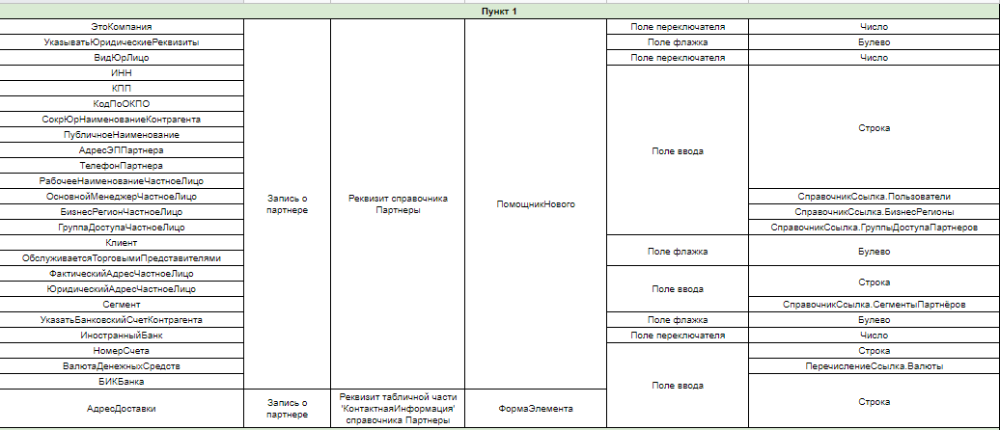 Пункт 1
ЭтоКомпания
Поле переключателя
Число
УказыватьЮридическиеРеквизиты
Поле флажка
Булево
ВидЮрЛицо
Поле переключателя
Число
ИНН
КПП
КодПоОКПО
СокрЮрНаименованиеКонтрагента
Строка
ПубличноеНаименование
АдресЭППартнера
Поле ввода
ТелефонПартнера
РабочееНаименованиеЧастноеЛицо
ОсновнойМенеджерЧастноеЛицо
Запись о
партнере
Реквизит справочника
Партнеры
ПомощникНового
СправочникСсылка.Пользователи
БизнесРегионЧастноеЛицо
СправочникСсылка.БизнесРегионы
ГруппаДоступаЧастноеЛицо
СправочникСсылка.ГруппыДоступаПартнеров
Клиент
Поле флажка
Булево
ОбслуживаетсяТорговымиПредставителями
ФактическийАдресЧастноеЛицо
Строка
ЮридическийАдресЧастноеЛицо
Поле ввода
Сегмент
СправочникСсылка.СегментыПартнёров
УказатьБанковскийСчетКонтрагента
Поле флажка
Булево
ИностранныйБанк
Поле переключателя
Число
НомерСчета
Строка
ВалютаДенежныхСредств
ПеречислениеСсылка.Валюты
БИКБанка
Поле ввода
Строка
АдресДоставки
Запись о
партнере
Реквизит табличной части
'КонтактнаяИнформация'
справочника Партнеры
ФормаЭлемента